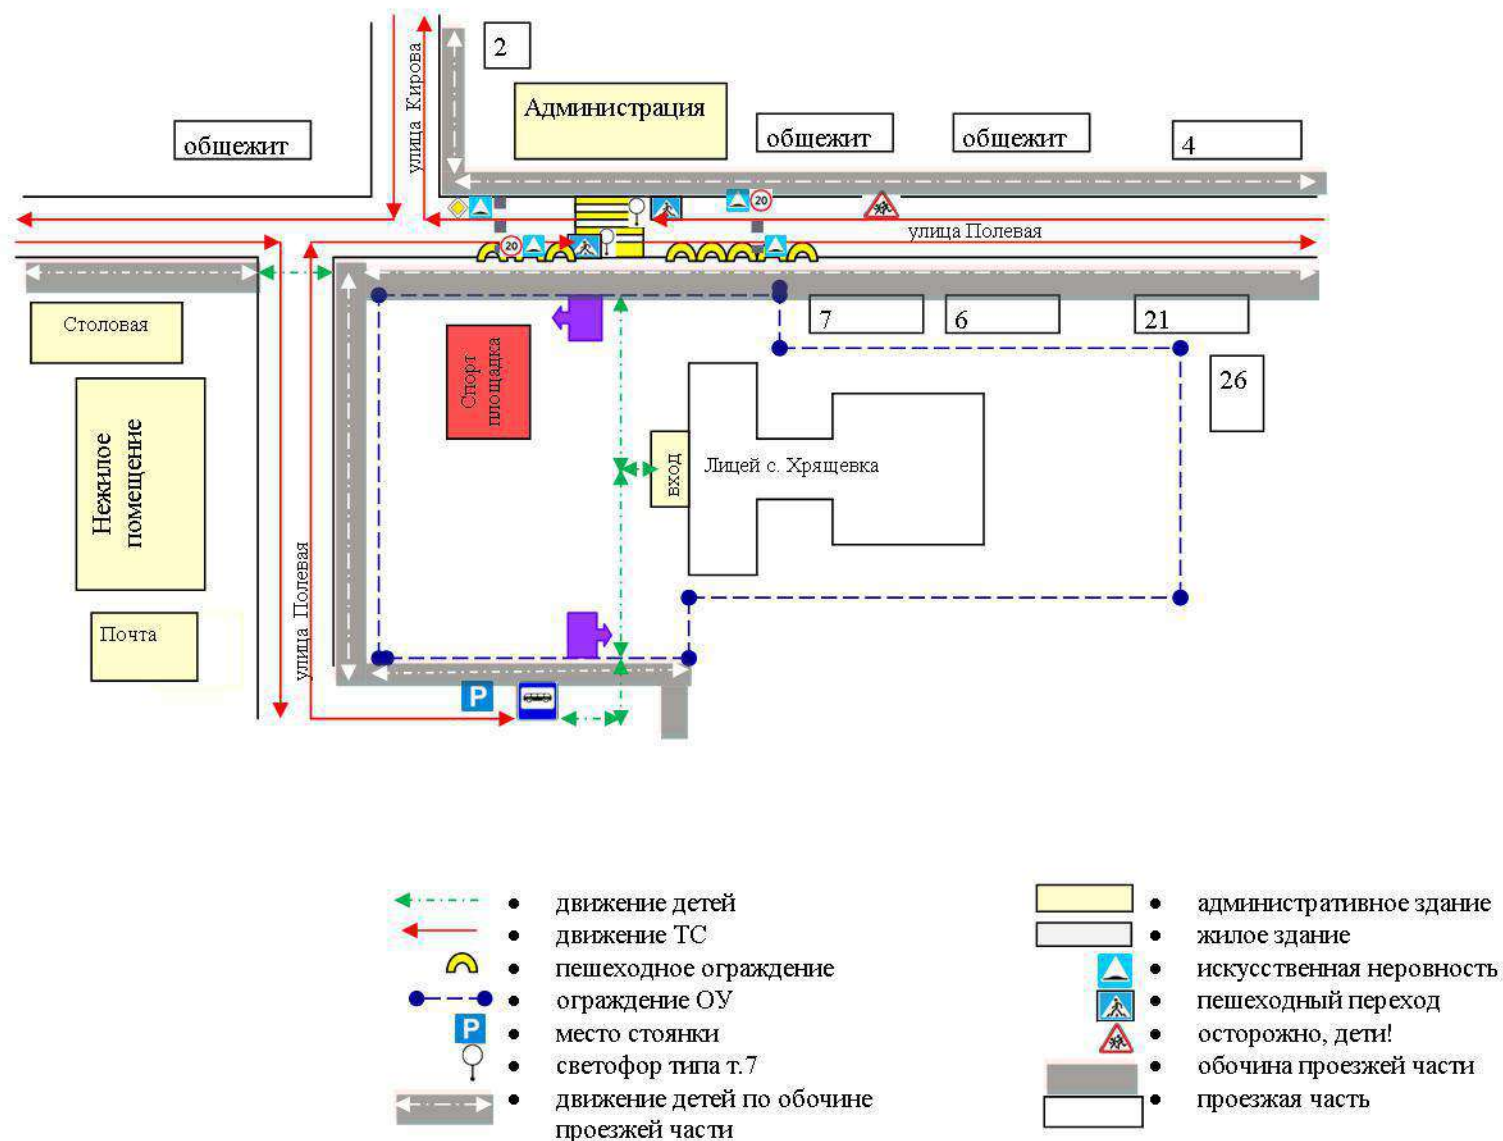 2
улица Кирова
Администрация
общежит
общежит
общежит
4
20
улица Полевая
20
Столовая
7
6
21
Спорт
площадка
26
Нежилое
помещение
вход
Лицей с. Хрящевка
улица Полевая
Почта
P
• движение детей
• движение ТС
• пешеходное ограждение
• ограждение ОУ
P • место стоянки
• светофор типа т.7
• движение детей по обочине
проезжей части
• административное здание
• жилое здание
• искусственная неровность
• пешеходный переход
• осторожно, дети!
• обочина проезжей части
• проезжая часть